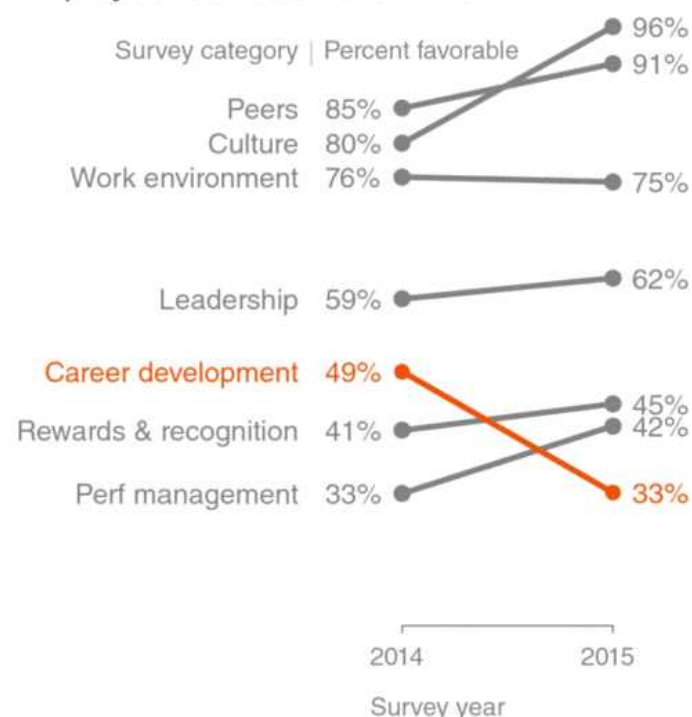 96%
Survey category | Percent favorable
91%
Peers 85%
Culture 80%
Work environment 76% 75%
Leadership 59% 62%
Career development 49%
Rewards & recognition 41% 45%
42%
Perf management 33% 33%
2014 2015
Survey year